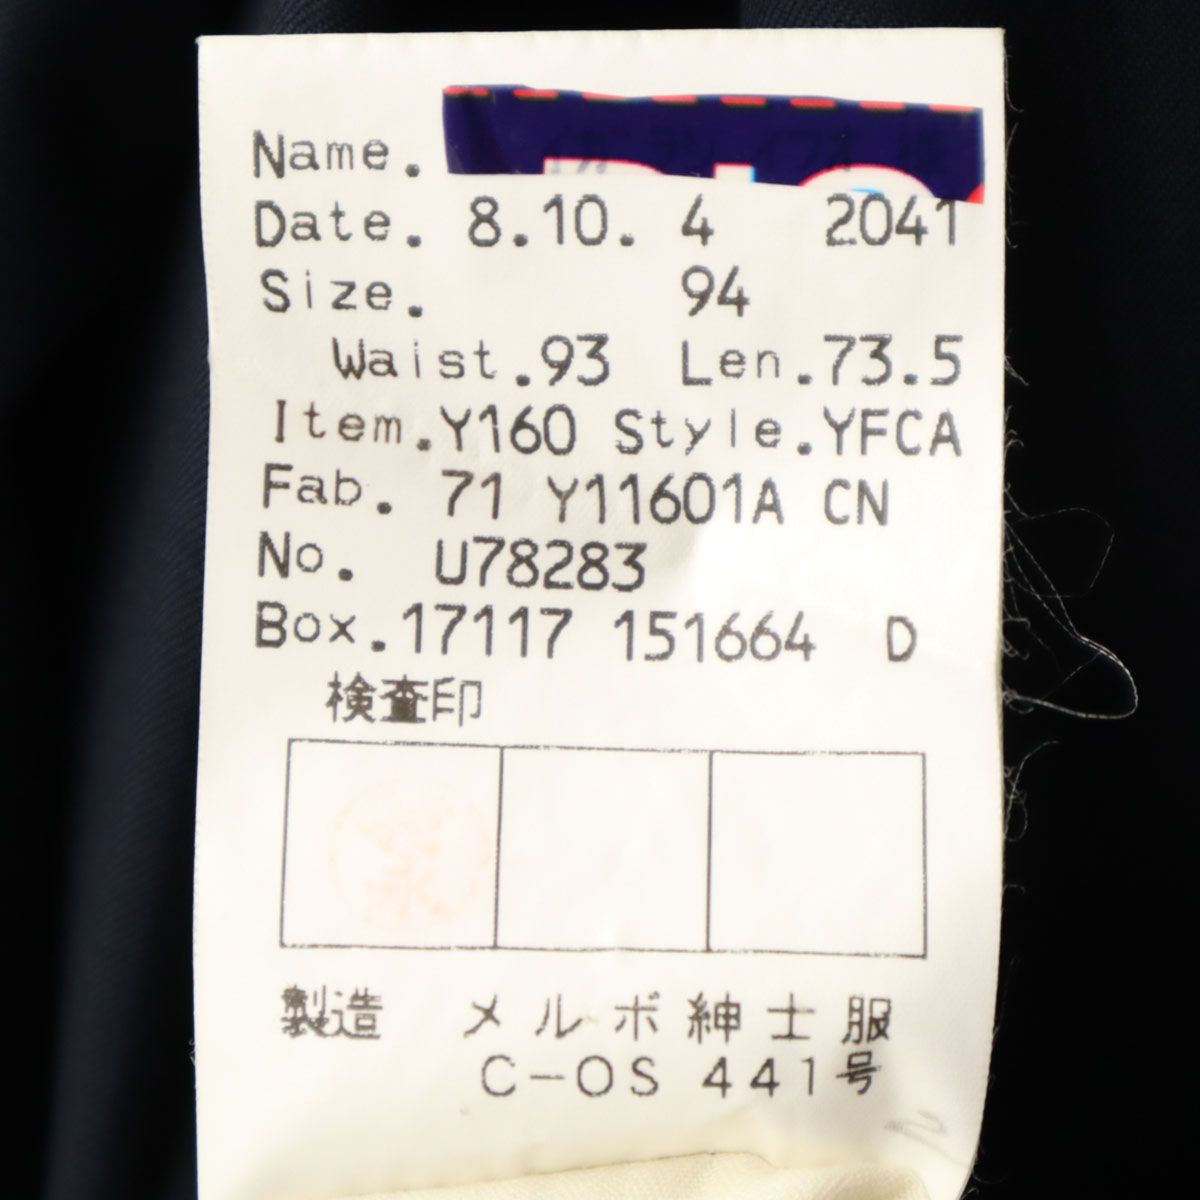 Name.
Date. 8.10. 4 2041
Size. 94
Waist.93 Len.73.5
Item.Y160 Style.YFCA
Fab. 71 Y11601A CN
No. U78283
Box.17117 151664 D
検査印
製造 メルボ紳士服
C-OS 441号